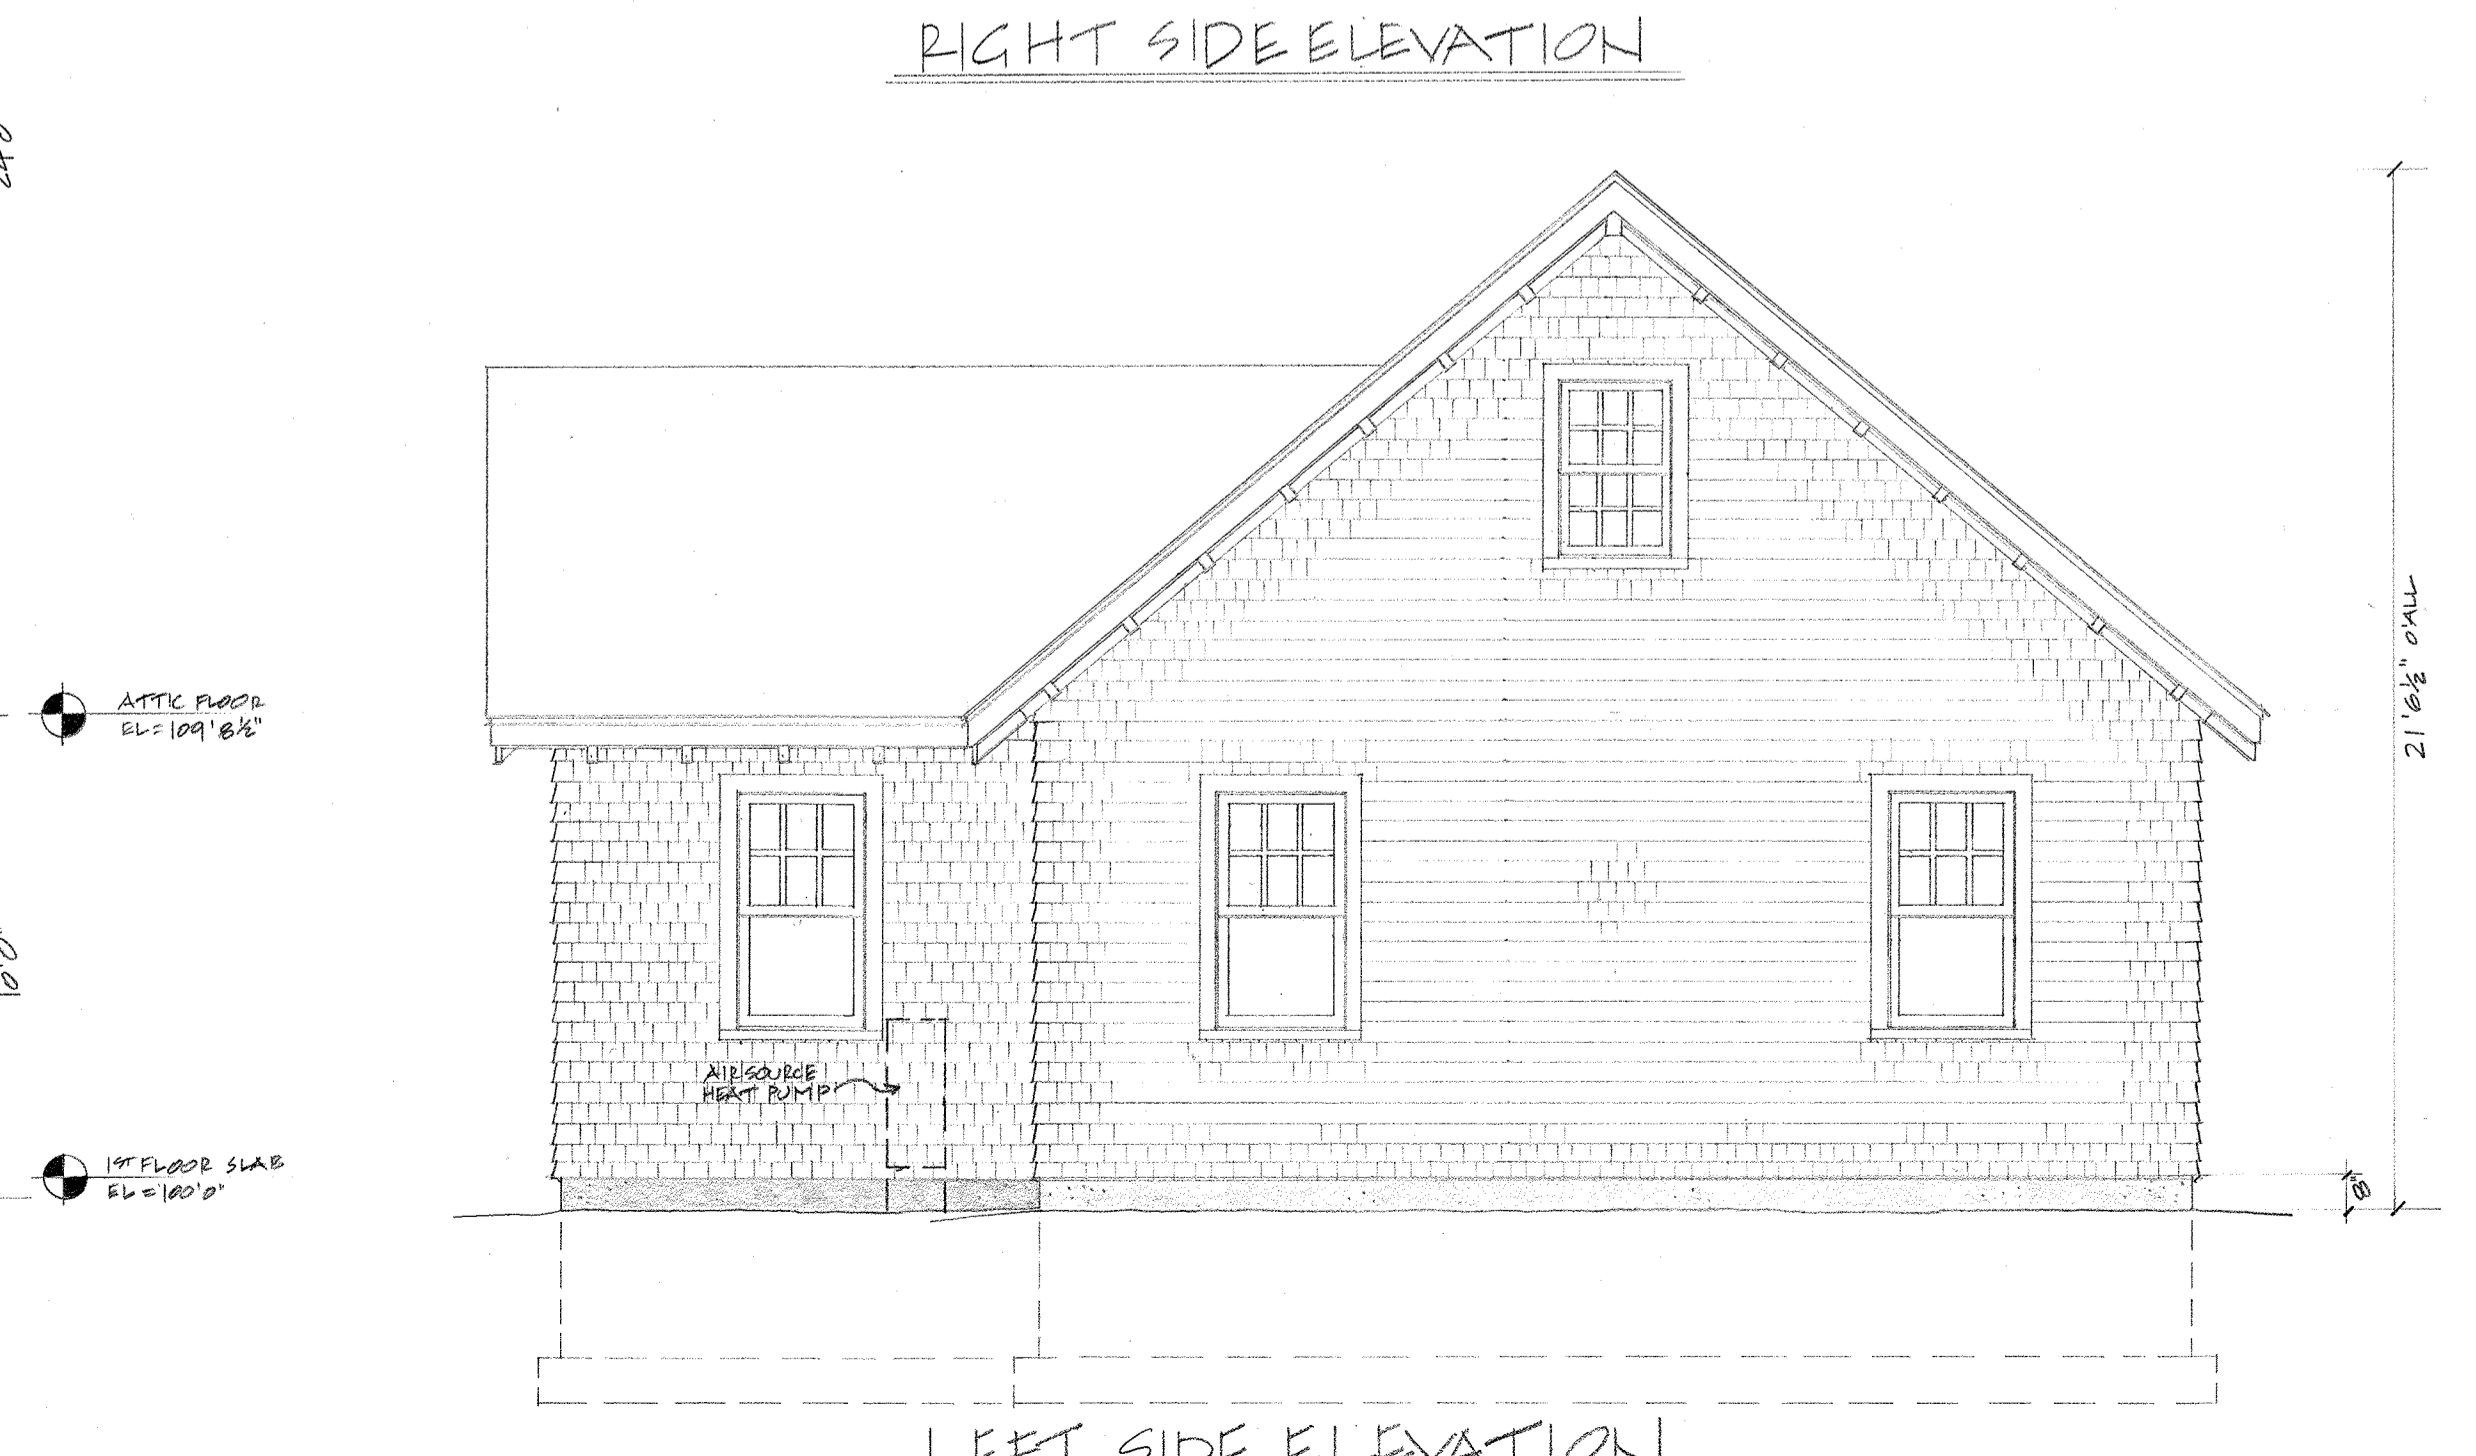 RIGHT SIDE ELEVATION
ATTIC FLOOR
EL=109'8½"
21'6½" O'ALL
AIR SOURCE
HEAT PUMP
1ST FLOOR SLAB
EL=100'0"
8"
LEFT SIDE ELEVATION